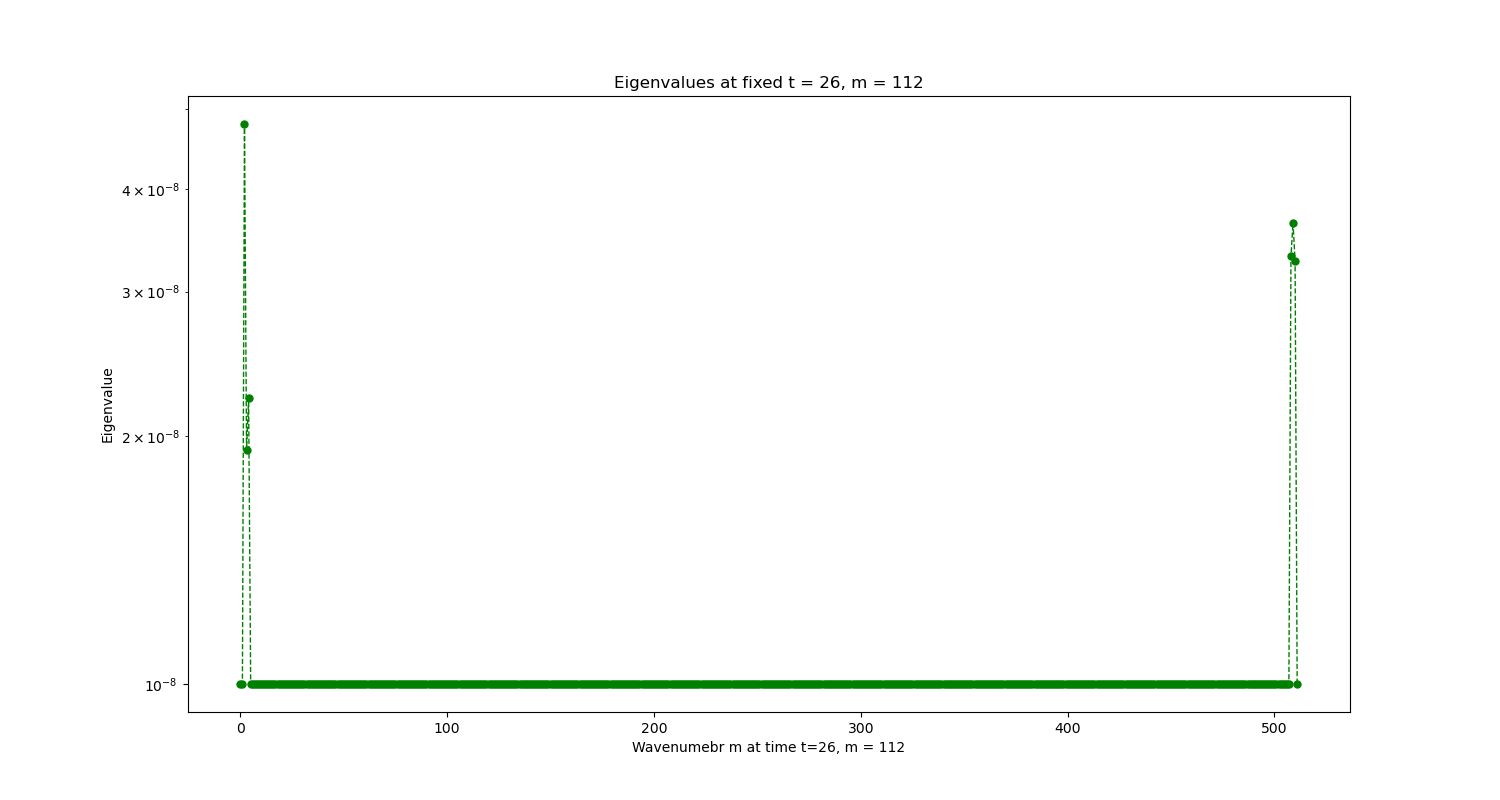 Eigenvalues at fixed t = 26, m = 112
4 × 10⁻⁸
3 × 10⁻⁸
Eigenvalue
2 × 10⁻⁸
10⁻⁸
0 100 200 300 400 500
Wavenumebr m at time t=26, m = 112